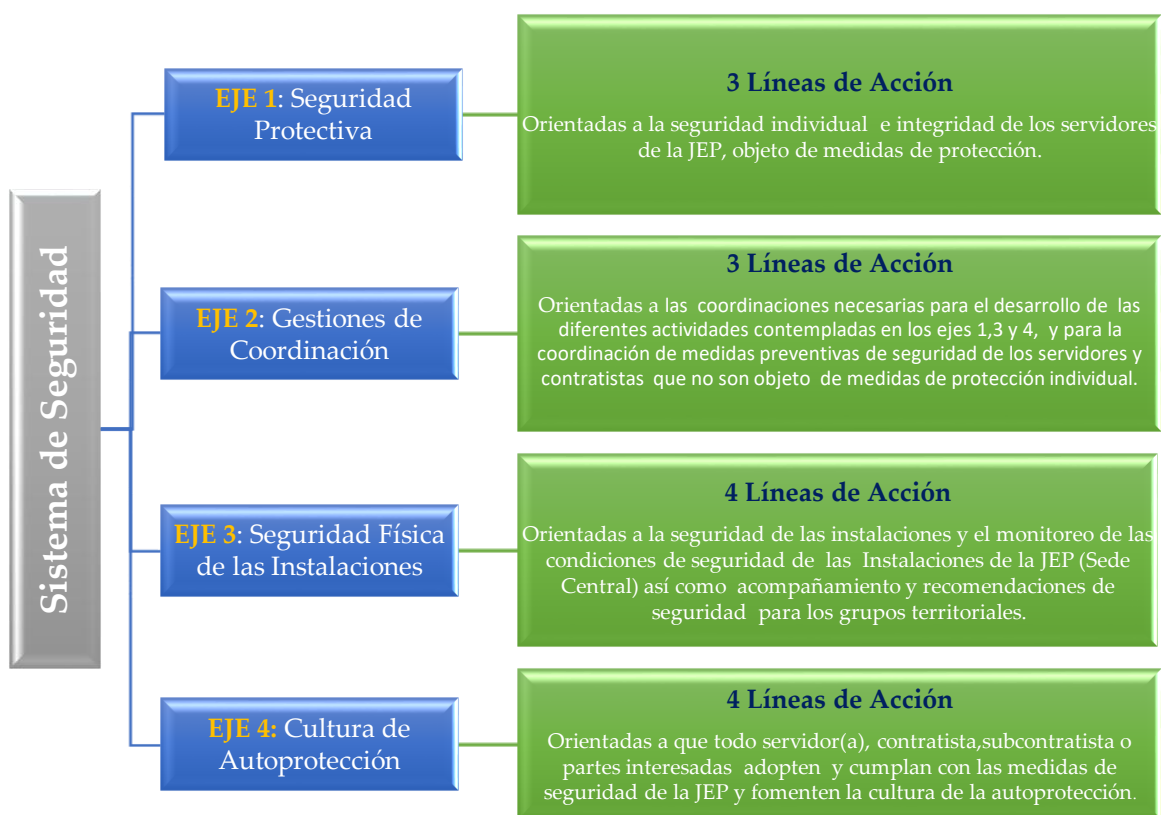 Sistema de Seguridad
EJE 1: Seguridad
Protectiva
3 Líneas de Acción
Orientadas a la seguridad individual e integridad de los servidores
de la JEP, objeto de medidas de protección.
EJE 2: Gestiones de
Coordinación
3 Líneas de Acción
Orientadas a las coordinaciones necesarias para el desarrollo de las
diferentes actividades contempladas en los ejes 1,3 y 4, y para la
coordinación de medidas preventivas de seguridad de los servidores y
contratistas que no son objeto de medidas de protección individual.
EJE 3: Seguridad Física
de las Instalaciones
4 Líneas de Acción
Orientadas a la seguridad de las instalaciones y el monitoreo de las
condiciones de seguridad de las Instalaciones de la JEP (Sede
Central) así como acompañamiento y recomendaciones de
seguridad para los grupos territoriales.
EJE 4: Cultura de
Autoprotección
4 Líneas de Acción
Orientadas a que todo servidor(a), contratista,subcontratista o
partes interesadas adopten y cumplan con las medidas de
seguridad de la JEP y fomenten la cultura de la autoprotección.